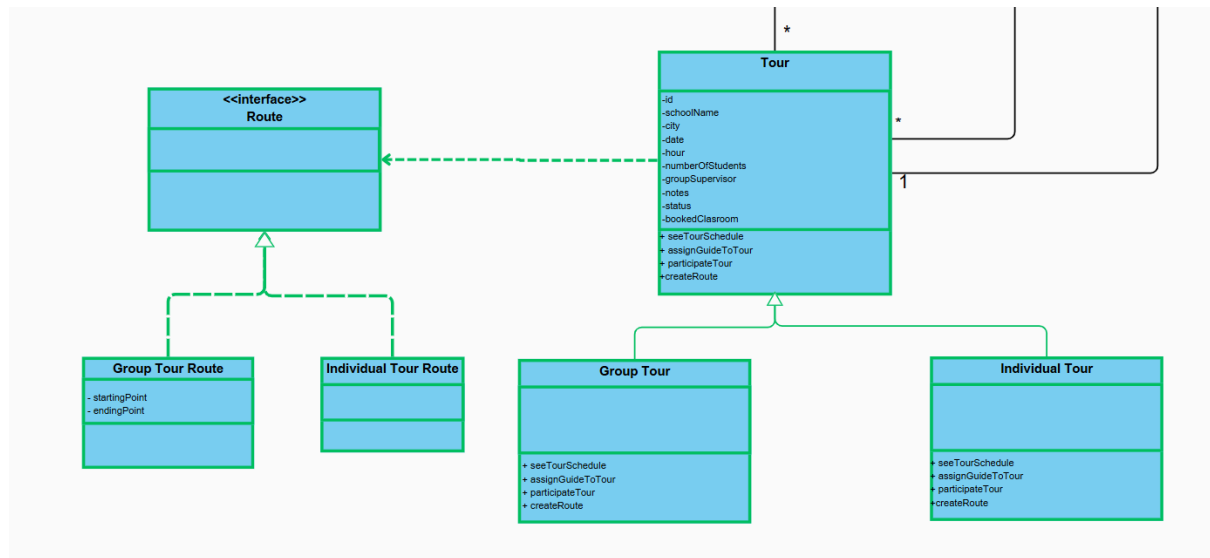 <<interface>>
Route
*
Tour
-id
-schoolName
-city
-date
-hour
-numberOfStudents
-groupSupervisor
-notes
-status
-bookedClasroom
+ seeTourSchedule
+ assignGuideToTour
+ participateTour
+createRoute
*
1
Group Tour Route
- startingPoint
- endingPoint
Individual Tour Route
Group Tour
+ seeTourSchedule
+ assignGuideToTour
+ participateTour
+ createRoute
Individual Tour
+ seeTourSchedule
+ assignGuideToTour
+ participateTour
+createRoute